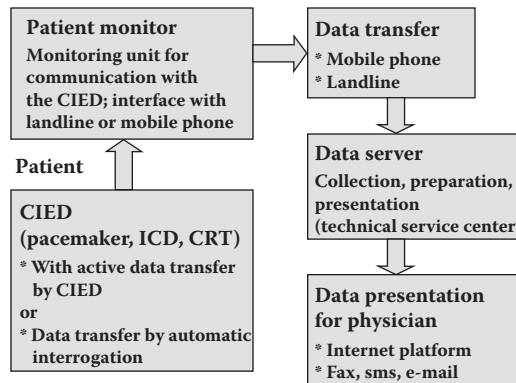 Patient monitor
Monitoring unit for
communication with
the CIED; interface with
landline or mobile phone
Patient
CIED
(pacemaker, ICD, CRT)
* With active data transfer
by CIED
or
* Data transfer by automatic
interrogation
Data transfer
* Mobile phone
* Landline
Data server
Collection, preparation,
presentation
(technical service center
Data presentation
for physician
* Internet platform
* Fax, sms, e-mail